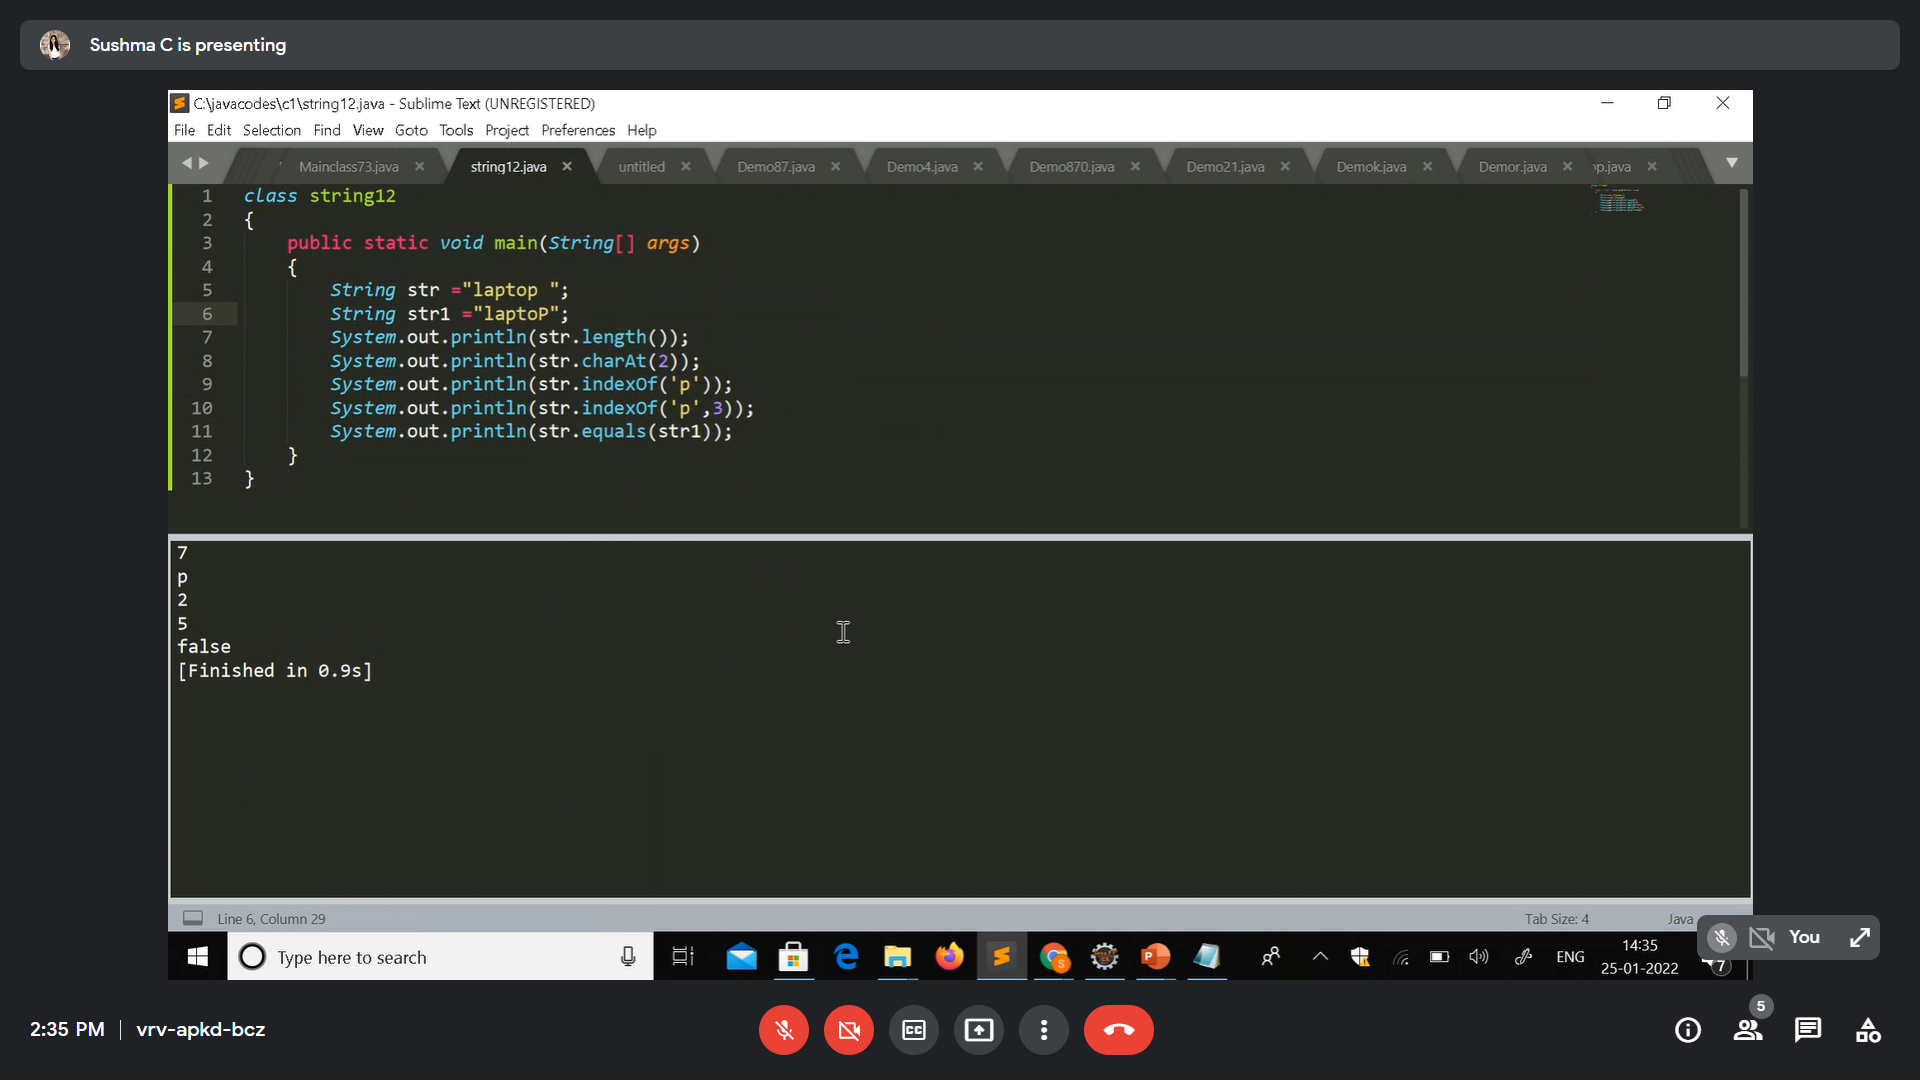 Sushma C is presenting
C:\javacodes\c1\string12.java - Sublime Text (UNREGISTERED)
File Edit Selection Find View Goto Tools Project Preferences Help
Mainclass73.java string12.java untitled Demo87.java Demo4.java Demo870.java Demo21.java Demok.java Demor.java op.java
1 class string12
2 {
3 public static void main(String[] args)
4 {
5 String str ="laptop ";
6 String str1 ="laptoP";
7 System.out.println(str.length());
8 System.out.println(str.charAt(2));
9 System.out.println(str.indexOf('p'));
10 System.out.println(str.indexOf('p',3));
11 System.out.println(str.equals(str1));
12 }
13 }
7
p
2
5
false
[Finished in 0.9s]
Line 6, Column 29 Tab Size: 4 Java
You
Type here to search
ENG
14:35
25-01-2022
7
2:35 PM | vrv-apkd-bcz
5